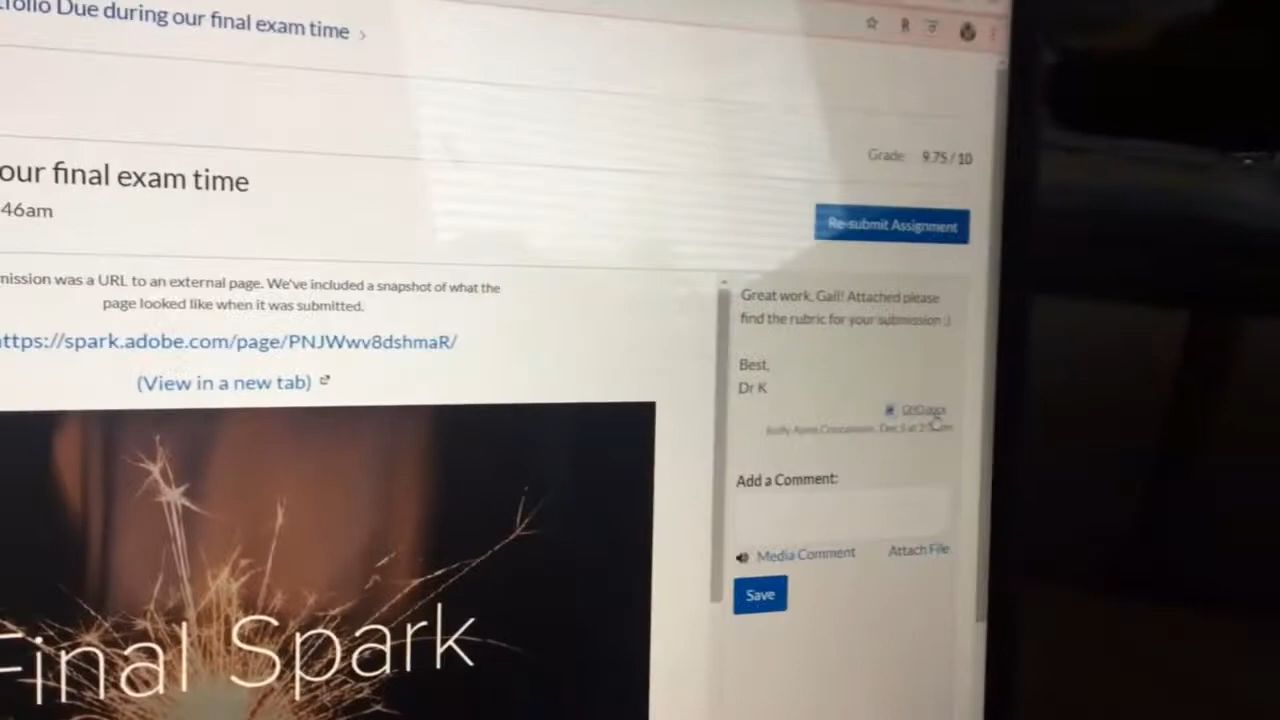 folio Due during our final exam time >
Grade: 9.75 / 10
our final exam time
46am
Re-submit Assignment
mission was a URL to an external page. We've included a snapshot of what the
page looked like when it was submitted.
ttps://spark.adobe.com/page/PNJWwv8dshmaR/
(View in a new tab)
Great work, Gail! Attached please
find the rubric for your submission :)
Best,
Dr K
Add a Comment:
Media Comment
Attach File
Save
Final Spark